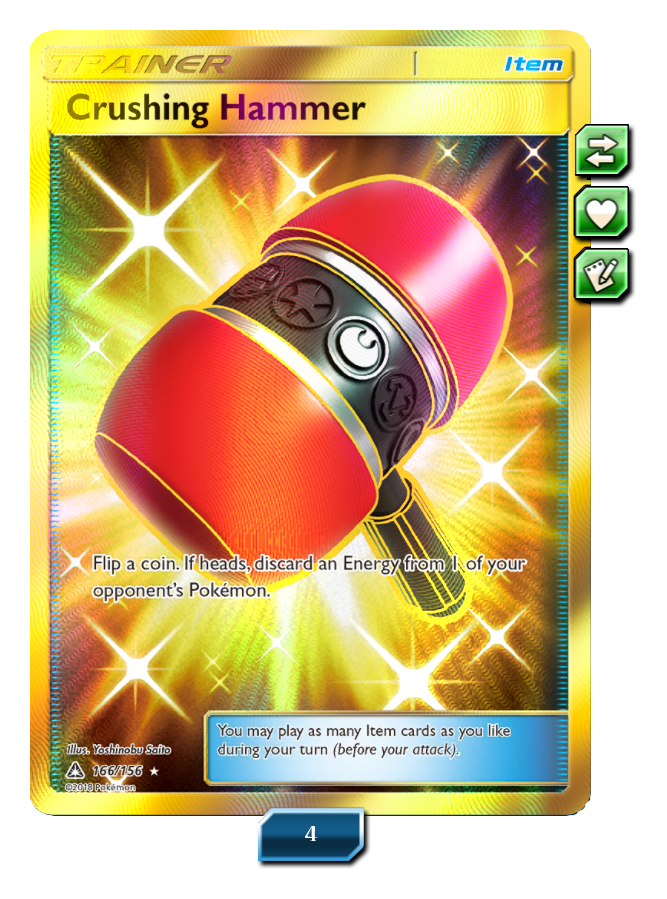 TRAINER
Item
Crushing Hammer
Flip a coin. If heads, discard an Energy from 1 of your
opponent's Pokémon.
You may play as many Item cards as you like
during your turn (before your attack).
Illus. Yoshinobu Saito
166/156
©2018 Pokémon
4